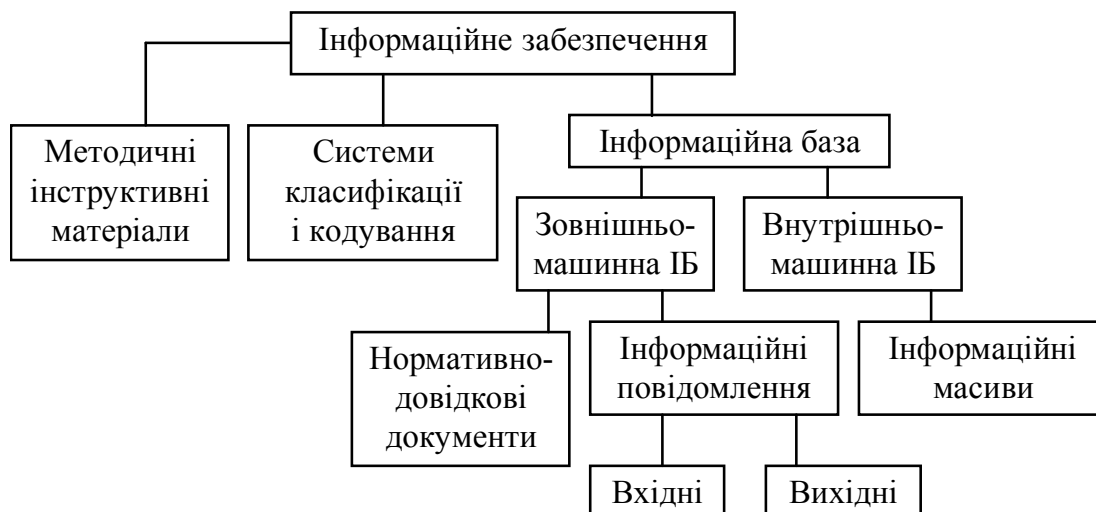 Інформаційне забезпечення
Методичні
інструктивні
матеріали
Системи
класифікації
і кодування
Інформаційна база
Зовнішньо-
машинна ІБ
Внутрішньо-
машинна ІБ
Нормативно-
довідкові
документи
Інформаційні
повідомлення
Інформаційні
масиви
Вхідні
Вихідні